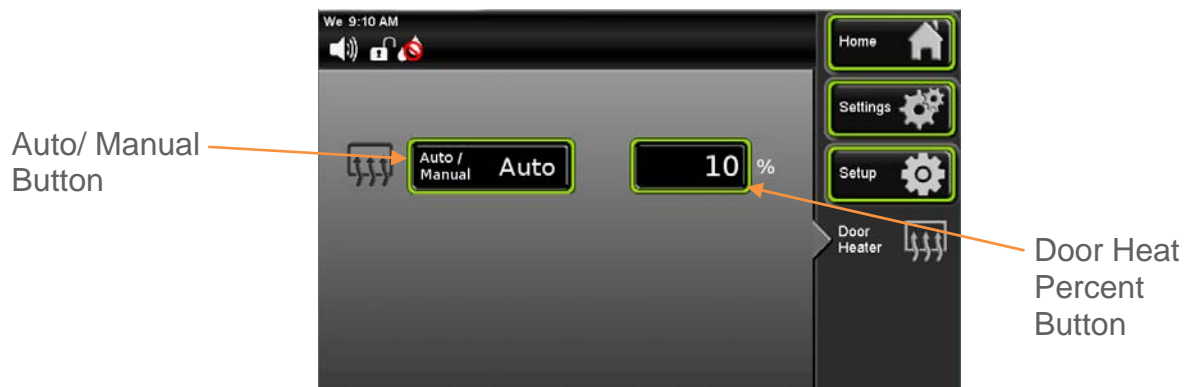 We 9:10 AM
Home
Settings
Auto/ Manual
Button
Auto /
Manual
Auto
10 %
Setup
Door
Heater
Door Heat
Percent
Button